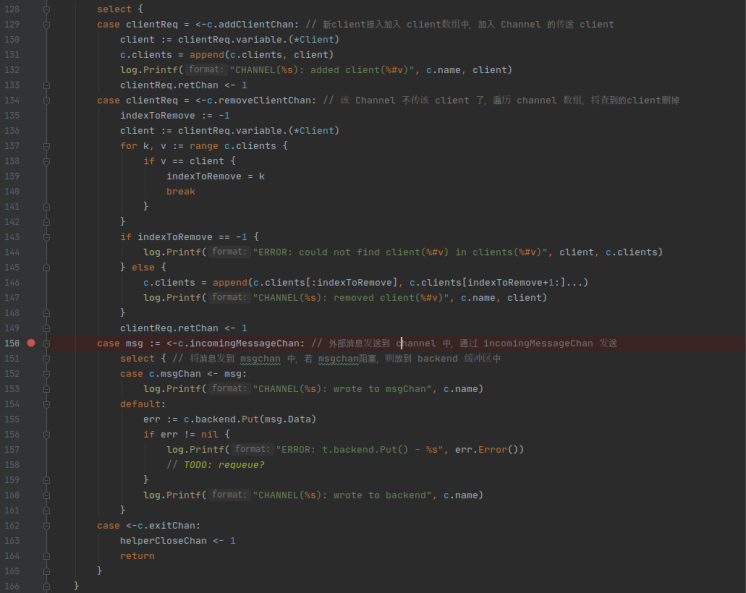 128 select {
129 case clientReq = <-c.addClientChan: // 新client接入加入 client数组中，加入 Channel 的传送 client
130 client := clientReq.variable.(*Client)
131 c.clients = append(c.clients, client)
132 log.Printf( format: "CHANNEL(%s): added client(%#v)", c.name, client)
133 clientReq.retChan <- 1
134 case clientReq = <-c.removeClientChan: // 该 Channel 不传该 client 了，遍历 channel 数组，将查到的client删掉
135 indexToRemove := -1
136 client := clientReq.variable.(*Client)
137 for k, v := range c.clients {
138 if v == client {
139 indexToRemove = k
140 break
141 }
142 }
143 if indexToRemove == -1 {
144 log.Printf( format: "ERROR: could not find client(%#v) in clients(%#v)", client, c.clients)
145 } else {
146 c.clients = append(c.clients[:indexToRemove], c.clients[indexToRemove+1:]...)
147 log.Printf( format: "CHANNEL(%s): removed client(%#v)", c.name, client)
148 }
149 clientReq.retChan <- 1
150 case msg := <-c.incomingMessageChan: // 外部消息发送到 channel 中，通过 incomingMessageChan 发送
151 select { // 将消息发到 msgchan 中，若 msgchan阻塞，则放到 backend 缓冲区中
152 case c.msgChan <- msg:
153 log.Printf( format: "CHANNEL(%s): wrote to msgChan", c.name)
154 default:
155 err := c.backend.Put(msg.Data)
156 if err != nil {
157 log.Printf( format: "ERROR: t.backend.Put() - %s", err.Error())
158 // TODO: requeue?
159 }
160 log.Printf( format: "CHANNEL(%s): wrote to backend", c.name)
161 }
162 case <-c.exitChan:
163 helperCloseChan <- 1
164 return
165 }
166 }